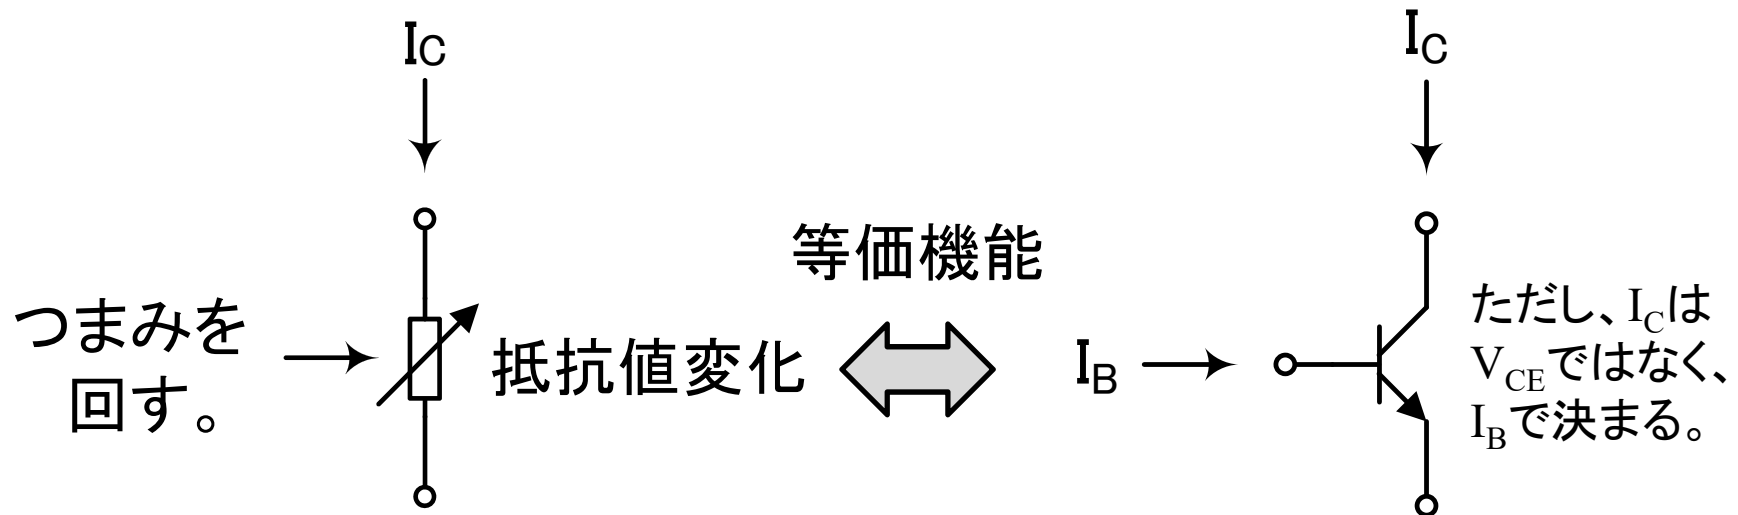 IC
つまみを
回す。
抵抗値変化
等価機能
IC
IB
ただし、ICは
VCEではなく、
IBで決まる。